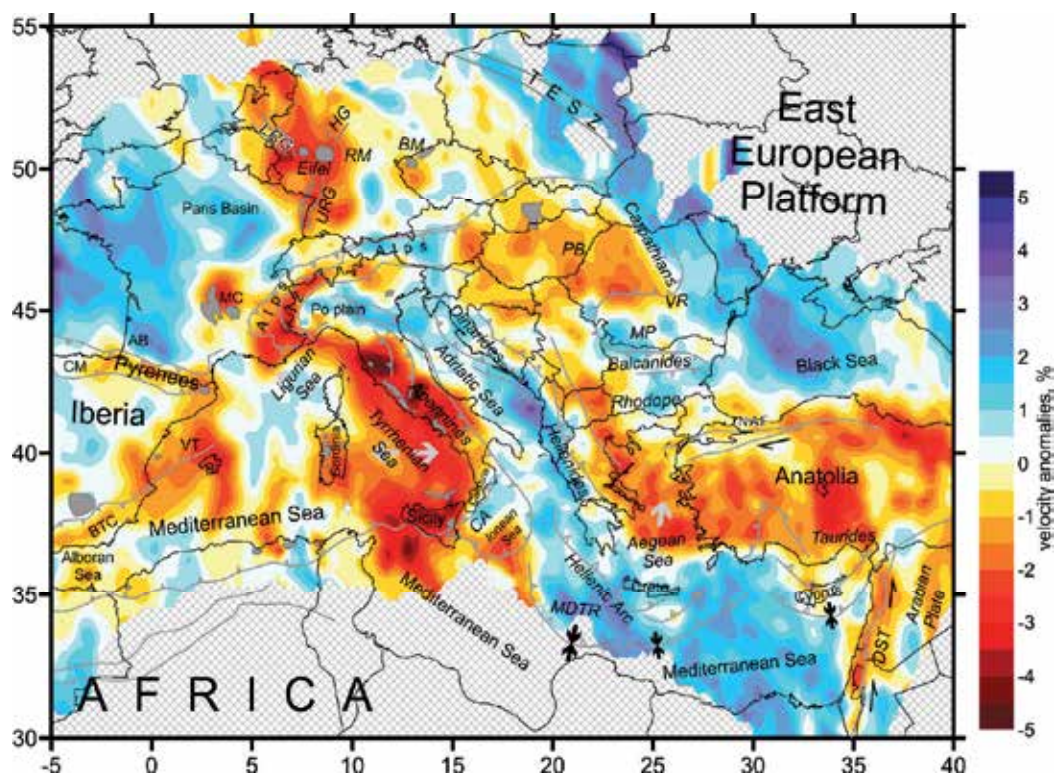 55
50
45
40
35
30
-5
0
5
10
15
20
25
30
35
40
East
European
Platform
TESZ
HG
Eifel
RM
BM
URG
Paris Basin
Carpathians
Alps
PB
VR
MC
Alps
Po plain
AB
CM
Pyrenees
Ligurian
Sea
Dinarides
Adriatic Sea
MP
Balcanides
Black Sea
Rhodope
Iberia
VT
Tyrrhenian
Sea
Hellenides
Anatolia
Sicily
CA
Ionean
Sea
Mediterranean Sea
BTC
Alboran
Sea
Aegean
Sea
Taurides
Hellenic Arc
Crete
Cyprus
MDTR
Mediterranean Sea
Mediterranean Sea
DST
Arabian
Plate
AFRICA
5
4
3
2
1
0
-1
-2
-3
-4
-5
velocity anomalies, %